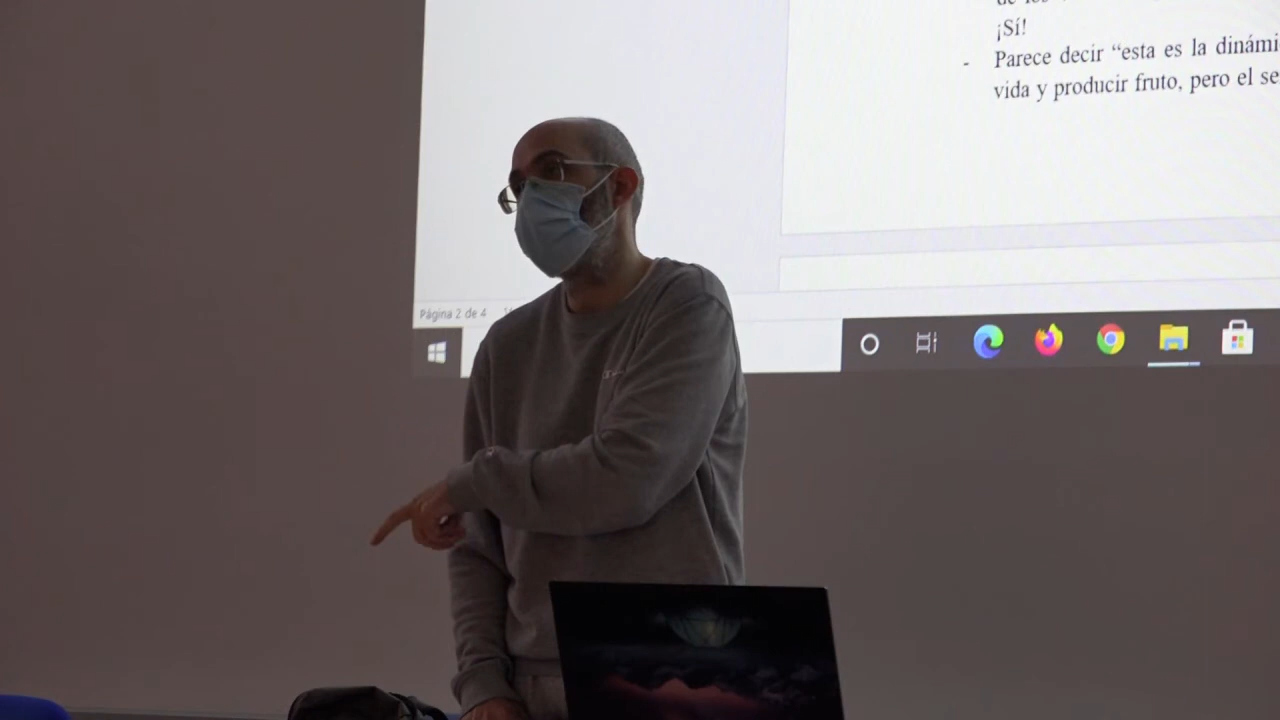 ¡Sí!
- Parece decir “esta es la dinámi
vida y producir fruto, pero el se
Página 2 de 4